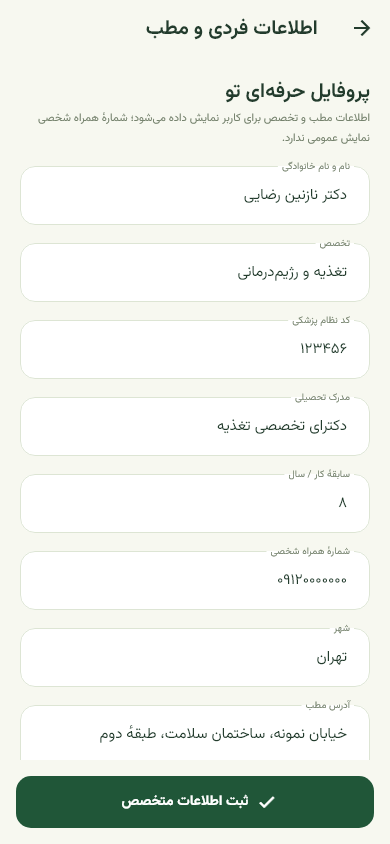 اطلاعات فردی و مطب
پروفایل حرفه‌ای تو
اطلاعات مطب و تخصص برای کاربر نمایش داده می‌شود؛ شمارهٔ همراه شخصی
نمایش عمومی ندارد.
نام و نام خانوادگی
دکتر نازنین رضایی
تخصص
تغذیه و رژیم‌درمانی
کد نظام پزشکی
۱۲۳۴۵۶
مدرک تحصیلی
دکترای تخصصی تغذیه
سابقهٔ کار / سال
۸
شمارهٔ همراه شخصی
۰۹۱۲۰۰۰۰۰۰۰
شهر
تهران
آدرس مطب
خیابان نمونه، ساختمان سلامت، طبقهٔ دوم
ثبت اطلاعات متخصص